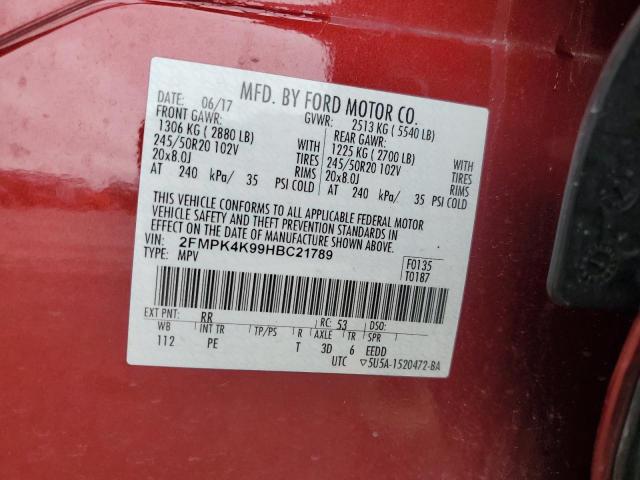 MFD. BY FORD MOTOR CO.
DATE: 06/17 GVWR: 2513 KG ( 5540 LB)
FRONT GAWR: REAR GAWR:
1306 KG ( 2880 LB) WITH 1225 KG ( 2700 LB) WITH
245/50R20 102V TIRES 245/50R20 102V TIRES
20x8.0J RIMS 20x8.0J RIMS
AT 240 kPa/ 35 PSI COLD AT 240 kPa/ 35 PSI COLD
THIS VEHICLE CONFORMS TO ALL APPLICABLE FEDERAL MOTOR
VEHICLE SAFETY AND THEFT PREVENTION STANDARDS IN
EFFECT ON THE DATE OF MANUFACTURE SHOWN ABOVE.
VIN: 2FMPK4K99HBC21789
TYPE: MPV
F0135
T0187
EXT PNT: RR RC: 53 DSO:
WB INT TR TP/PS R AXLE TR SPR
112 PE T 3D 6 EEDD
UTC ▽5U5A-1520472-BA